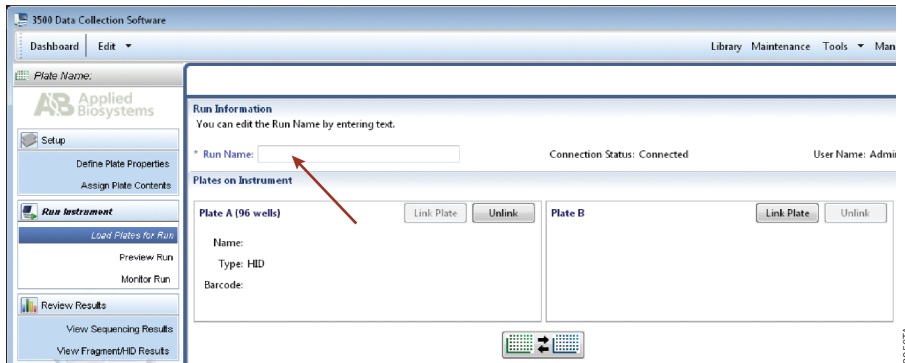 3500 Data Collection Software
Dashboard Edit Library Maintenance Tools Man
Plate Name:
AB Applied Biosystems
Setup
Define Plate Properties
Assign Plate Contents
Run Instrument
Load Plates for Run
Preview Run
Monitor Run
Review Results
View Sequencing Results
View Fragment/HID Results
Run Information
You can edit the Run Name by entering text.
* Run Name: Connection Status: Connected User Name: Admi
Plates on Instrument
Plate A (96 wells) Link Plate Unlink
Name:
Type: HID
Barcode:
Plate B Link Plate Unlink